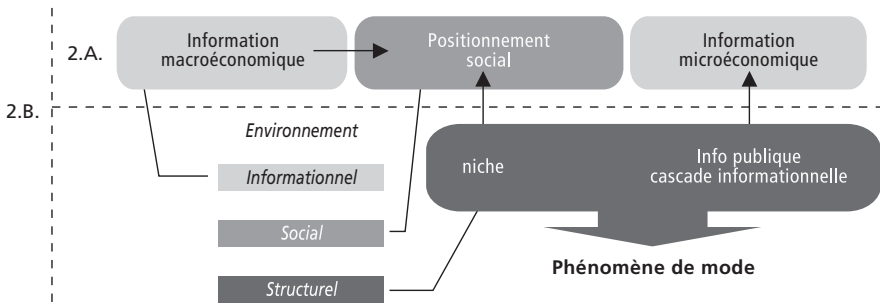 2.A.
Information
macroéconomique
Positionnement
social
Information
microéconomique
2.B.
Environnement
Informationnel
Social
Structurel
niche
Info publique
cascade informationnelle
Phénomène de mode